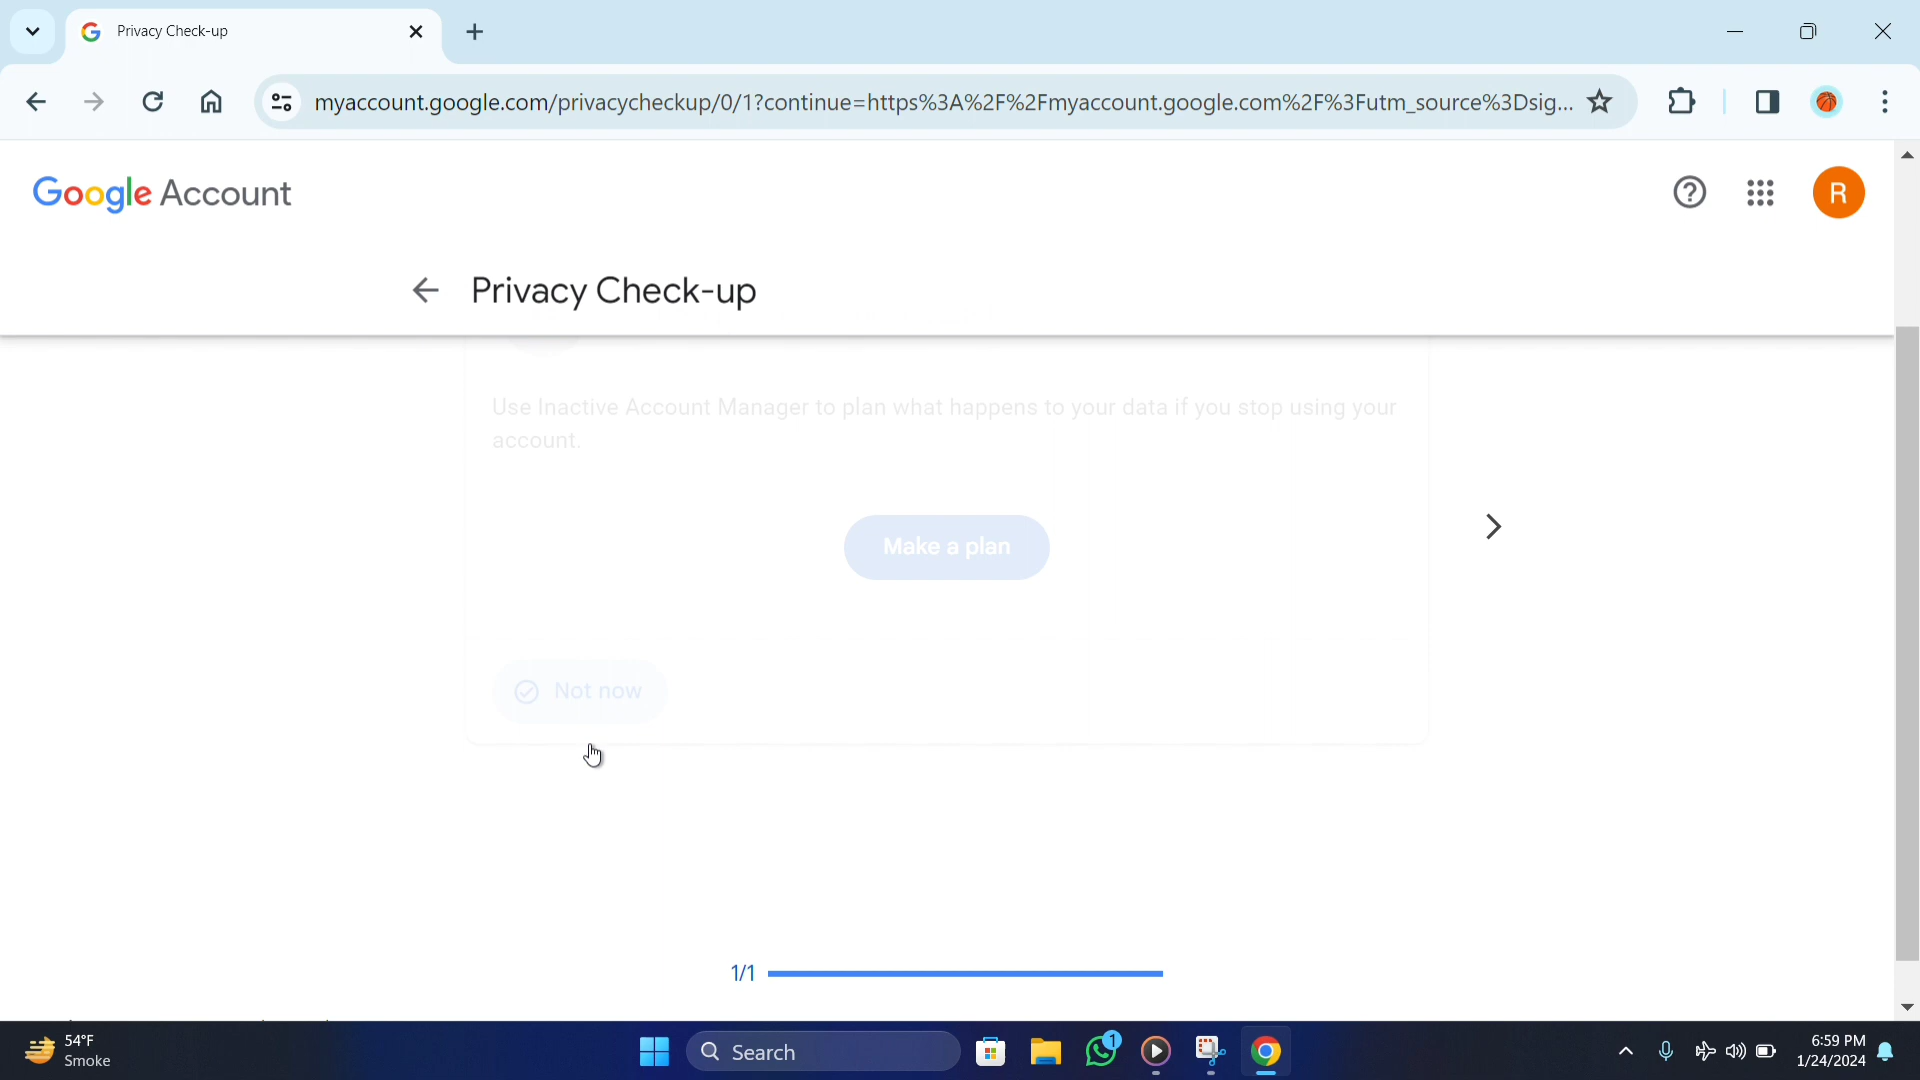 Privacy Check-up
myaccount.google.com/privacycheckup/0/1?continue=https%3A%2F%2Fmyaccount.google.com%2F%3Futm_source%3Dsig...
Google Account
R
Privacy Check-up
Use Inactive Account Manager to plan what happens to your data if you stop using your
account.
Make a plan
Not now
1/1
54°F
Smoke
Search
1
6:59 PM
1/24/2024